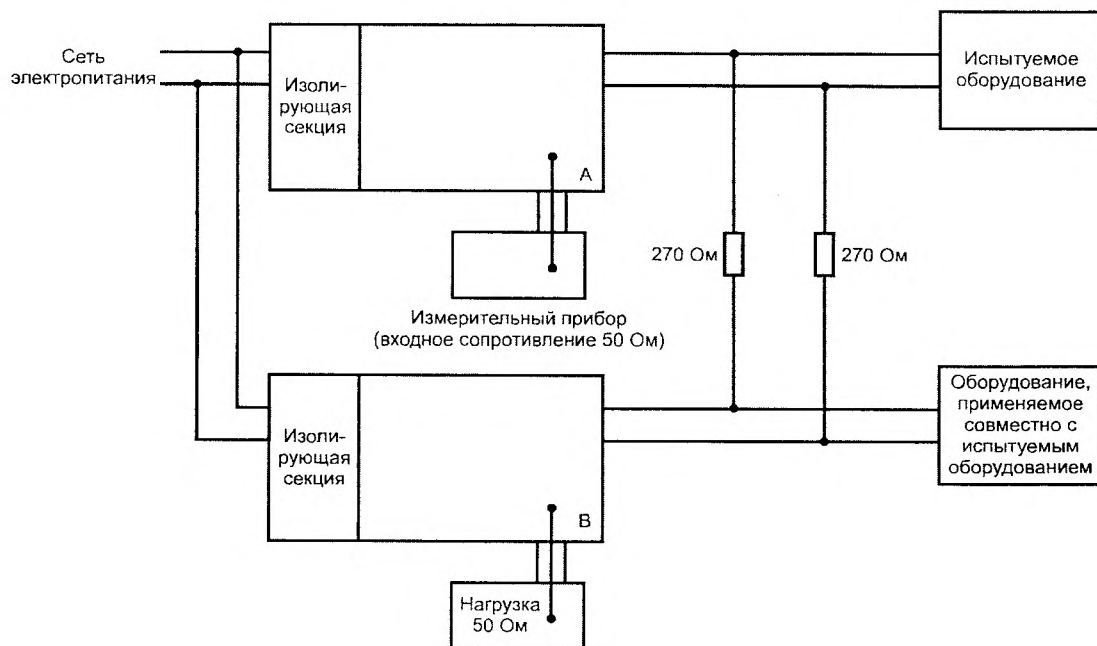 Сеть
электропитания
Изоли-
рующая
секция
А
Испытуемое
оборудование
270 Ом
270 Ом
Измерительный прибор
(входное сопротивление 50 Ом)
Изоли-
рующая
секция
В
Оборудование,
применяемое
совместно с
испытуемым
оборудованием
Нагрузка
50 Ом